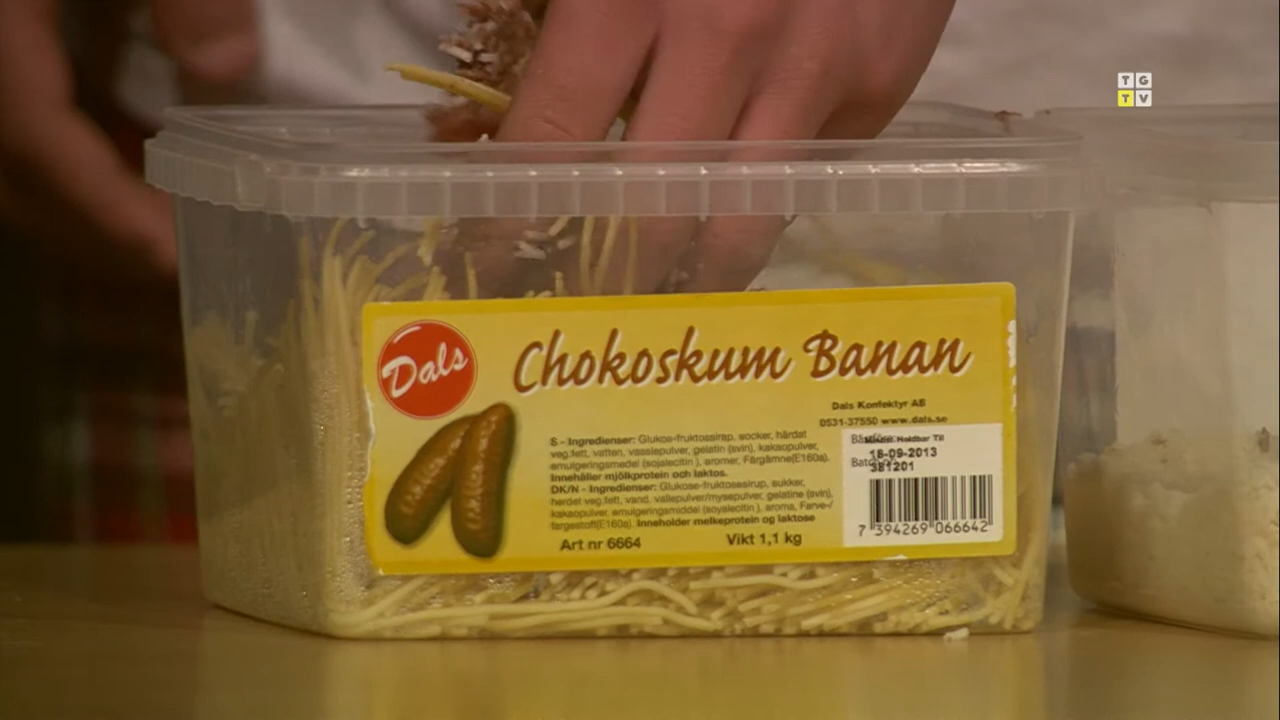 TG
TV
Dals
Chokoskum Banan
Dals Konfektyr AB
0531-37550 www.dals.se
S - Ingredienser: Glukos-fruktossirap, socker, härdat
veg.fett, vatten, vasslepulver, gelatin (svin), kakaopulver,
emulgeringsmedel (sojalecitin ), aromer, Färgämne(E160a).
Innehåller mjölkprotein och laktos.
DK/N - Ingredienser: Glukose-fruktosesirup, sukker,
herdet veg.fett, vand, vallepulver/mysepulver, gelatine (svin),
kakaopulver, emulgeringsmiddel (soyalecitin ), aroma, Farve-/
fargestoff(E160a). Inneholder melkeprotein og laktose
Holdbar Till
18-09-2013
381201
7 394269 066642
Art nr 6664
Vikt 1,1 kg